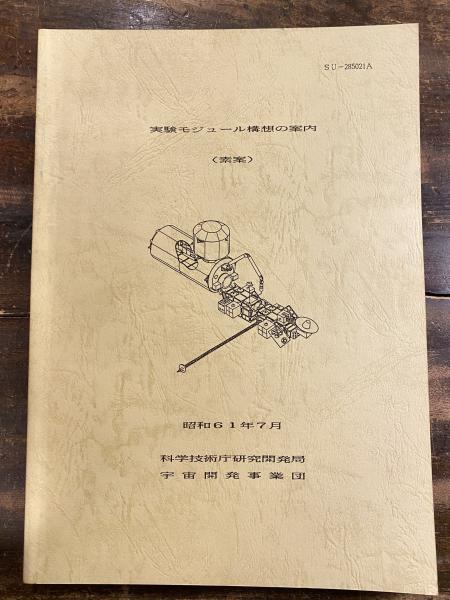 SU-285021A
実験モジュール構想の案内
(素案)
昭和61年7月
科学技術庁研究開発局
宇宙開発事業団